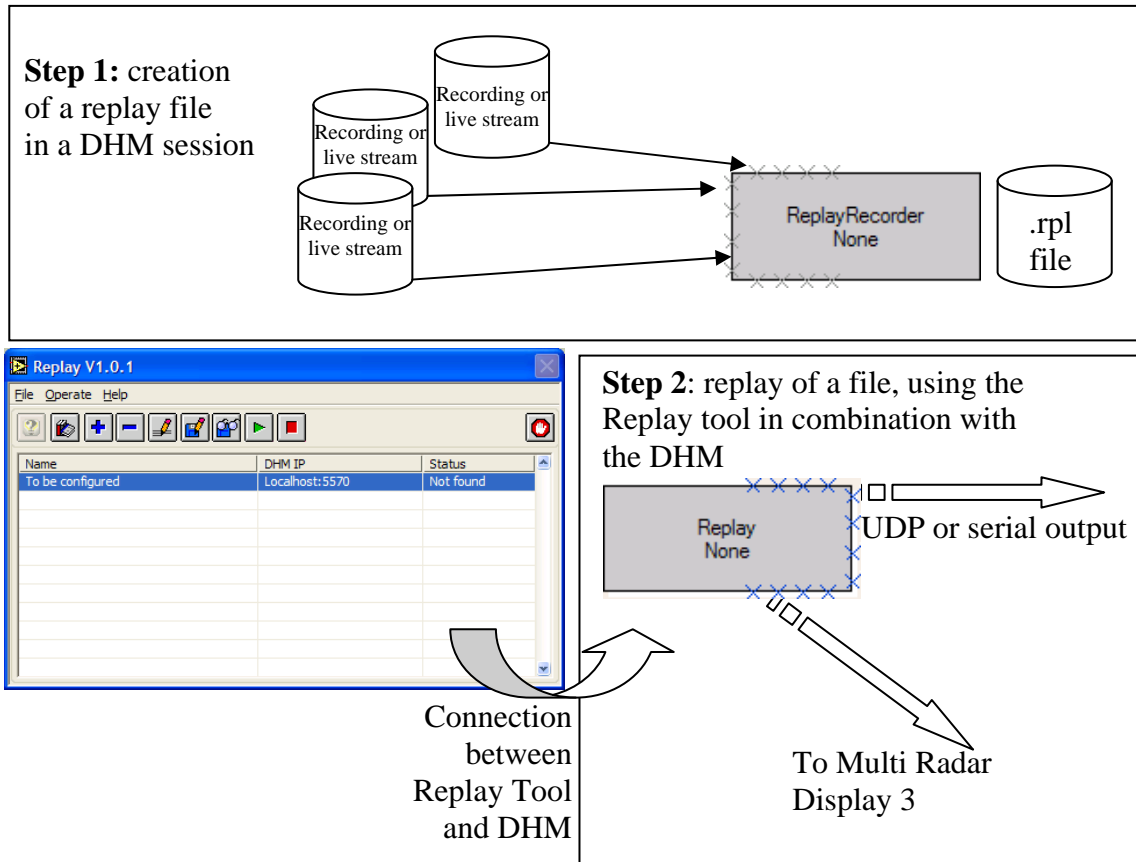 Step 1: creation
of a replay file
in a DHM session
Recording or
live stream
Recording or
live stream
Recording or
live stream
ReplayRecorder
None
.rpl
file
Replay V1.0.1
File Operate Help
Name DHM IP Status
To be configured Localhost:5570 Not found
Step 2: replay of a file, using the
Replay tool in combination with
the DHM
Replay
None
UDP or serial output
Connection
between
Replay Tool
and DHM
To Multi Radar
Display 3